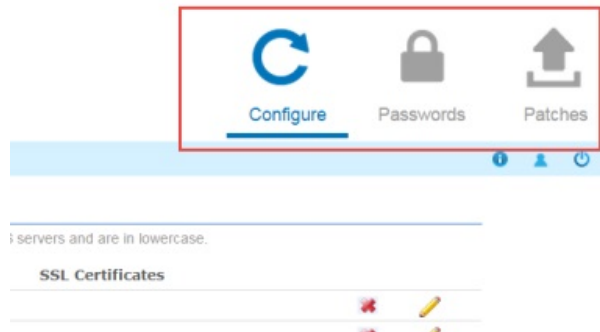 Configure Passwords Patches
servers and are in lowercase.
SSL Certificates